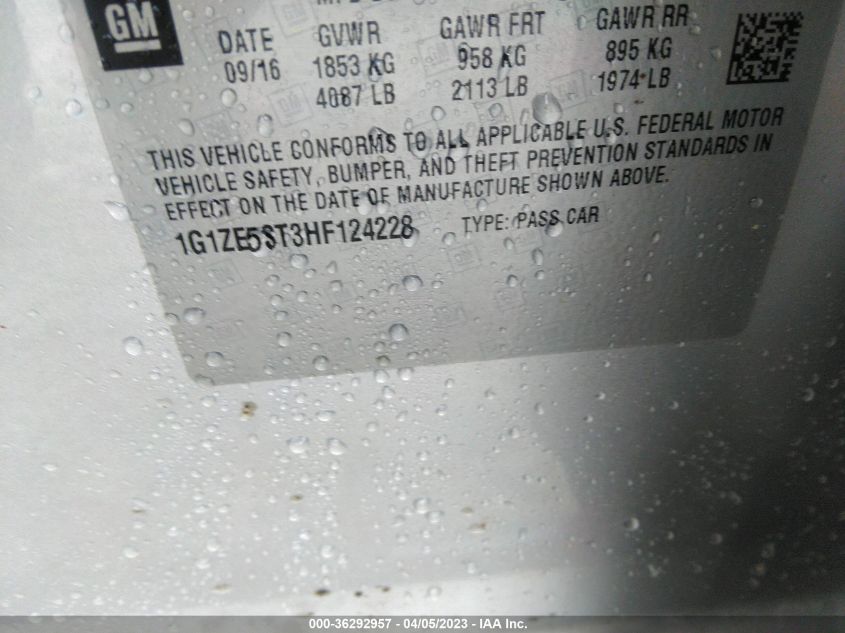 GM
DATE GVWR GAWR FRT GAWR RR
09/16 1853 KG 958 KG 895 KG
4087 LB 2113 LB 1974 LB
THIS VEHICLE CONFORMS TO ALL APPLICABLE U.S. FEDERAL MOTOR
VEHICLE SAFETY, BUMPER, AND THEFT PREVENTION STANDARDS IN
EFFECT ON THE DATE OF MANUFACTURE SHOWN ABOVE.
1G1ZE5ST3HF124228 TYPE: PASS CAR
000-36292957 - 04/05/2023 - IAA Inc.